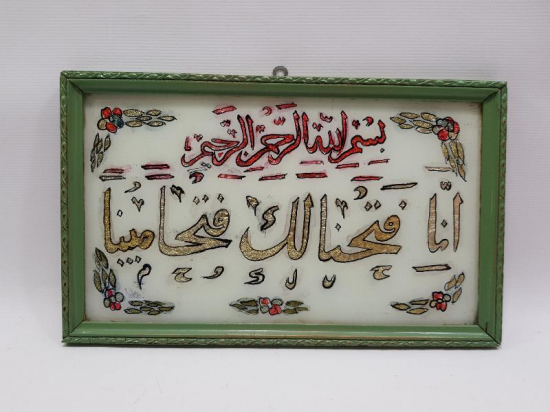 بسم الله الرحمن الرحيم
انا فتحنا لك فتحا مبينا